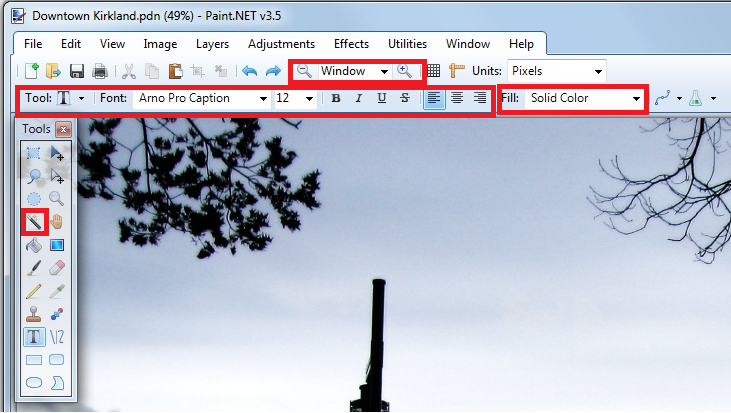 Downtown Kirkland.pdn (49%) - Paint.NET v3.5
File Edit View Image Layers Adjustments Effects Utilities Window Help
Window Units: Pixels
Tool: T Font: Arno Pro Caption 12 B I U S Fill: Solid Color
Tools
T